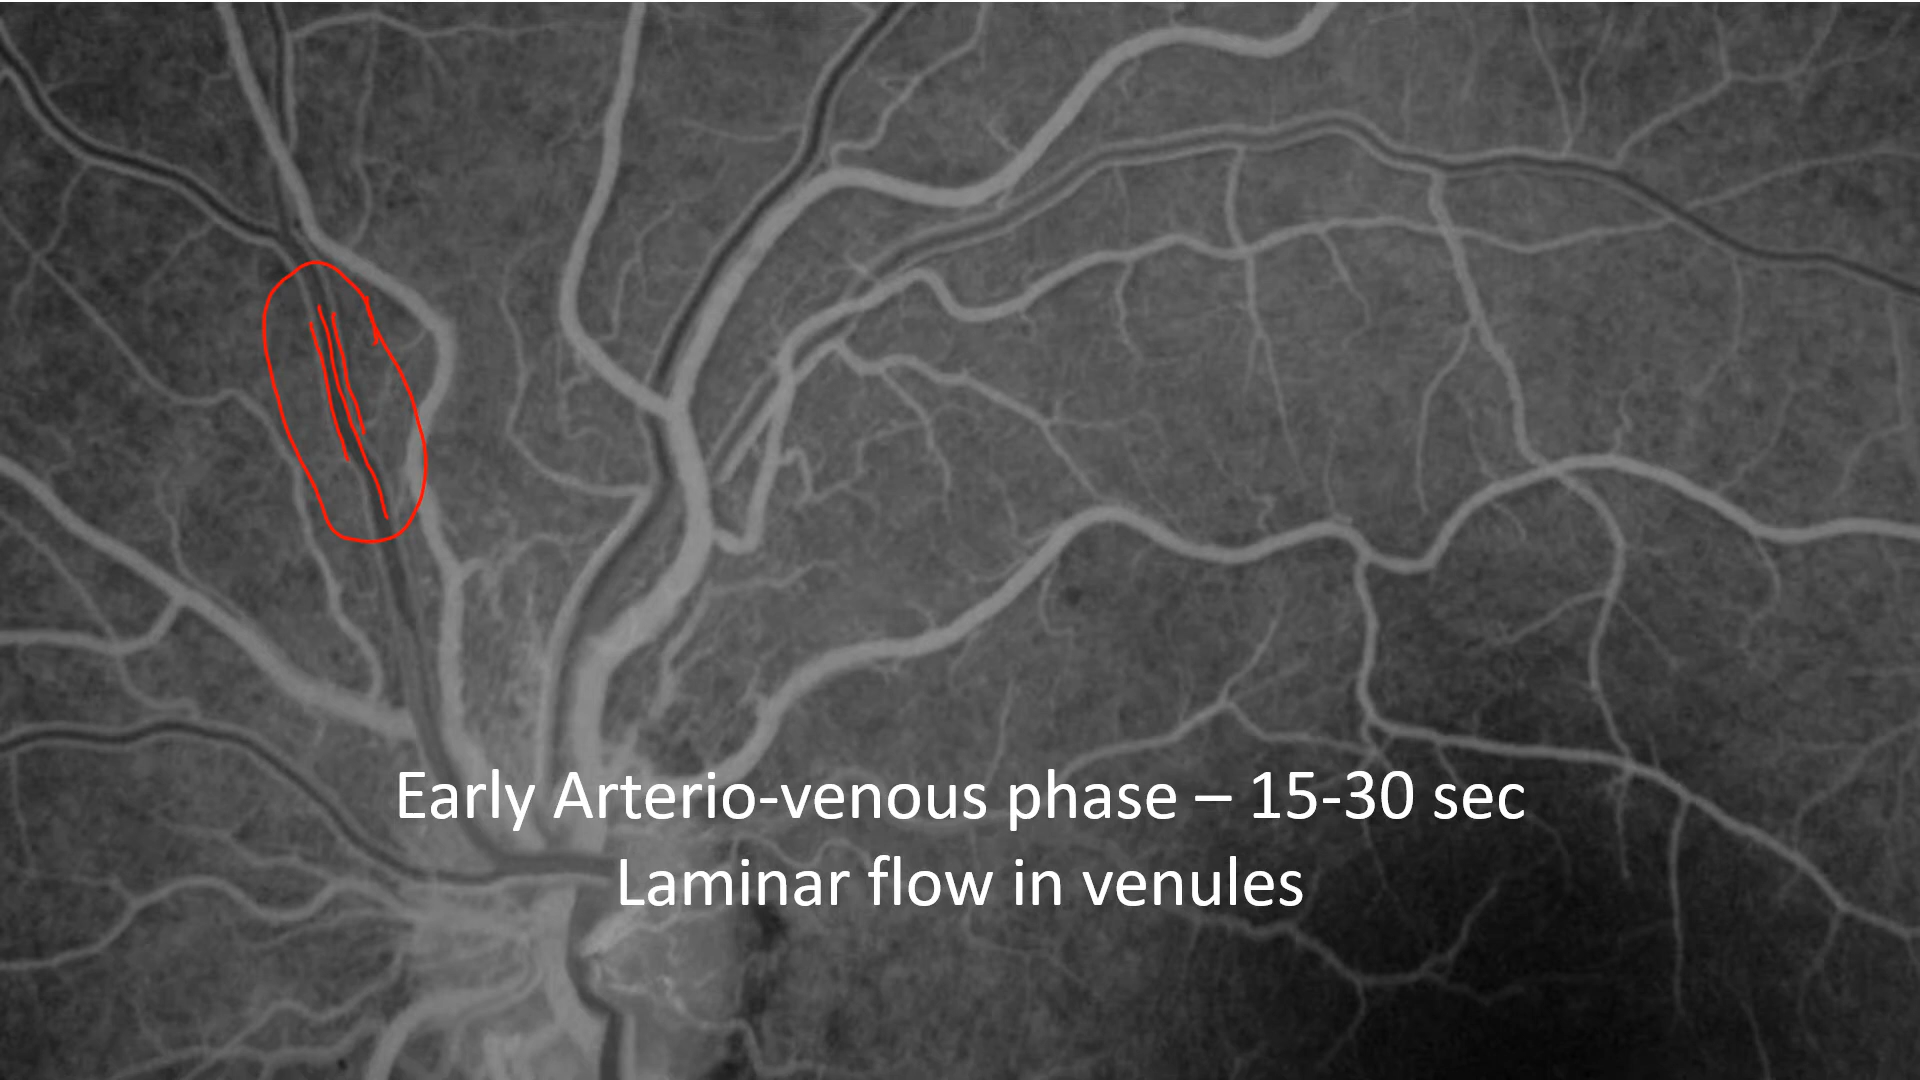 Early Arterio-venous phase – 15-30 sec
Laminar flow in venules